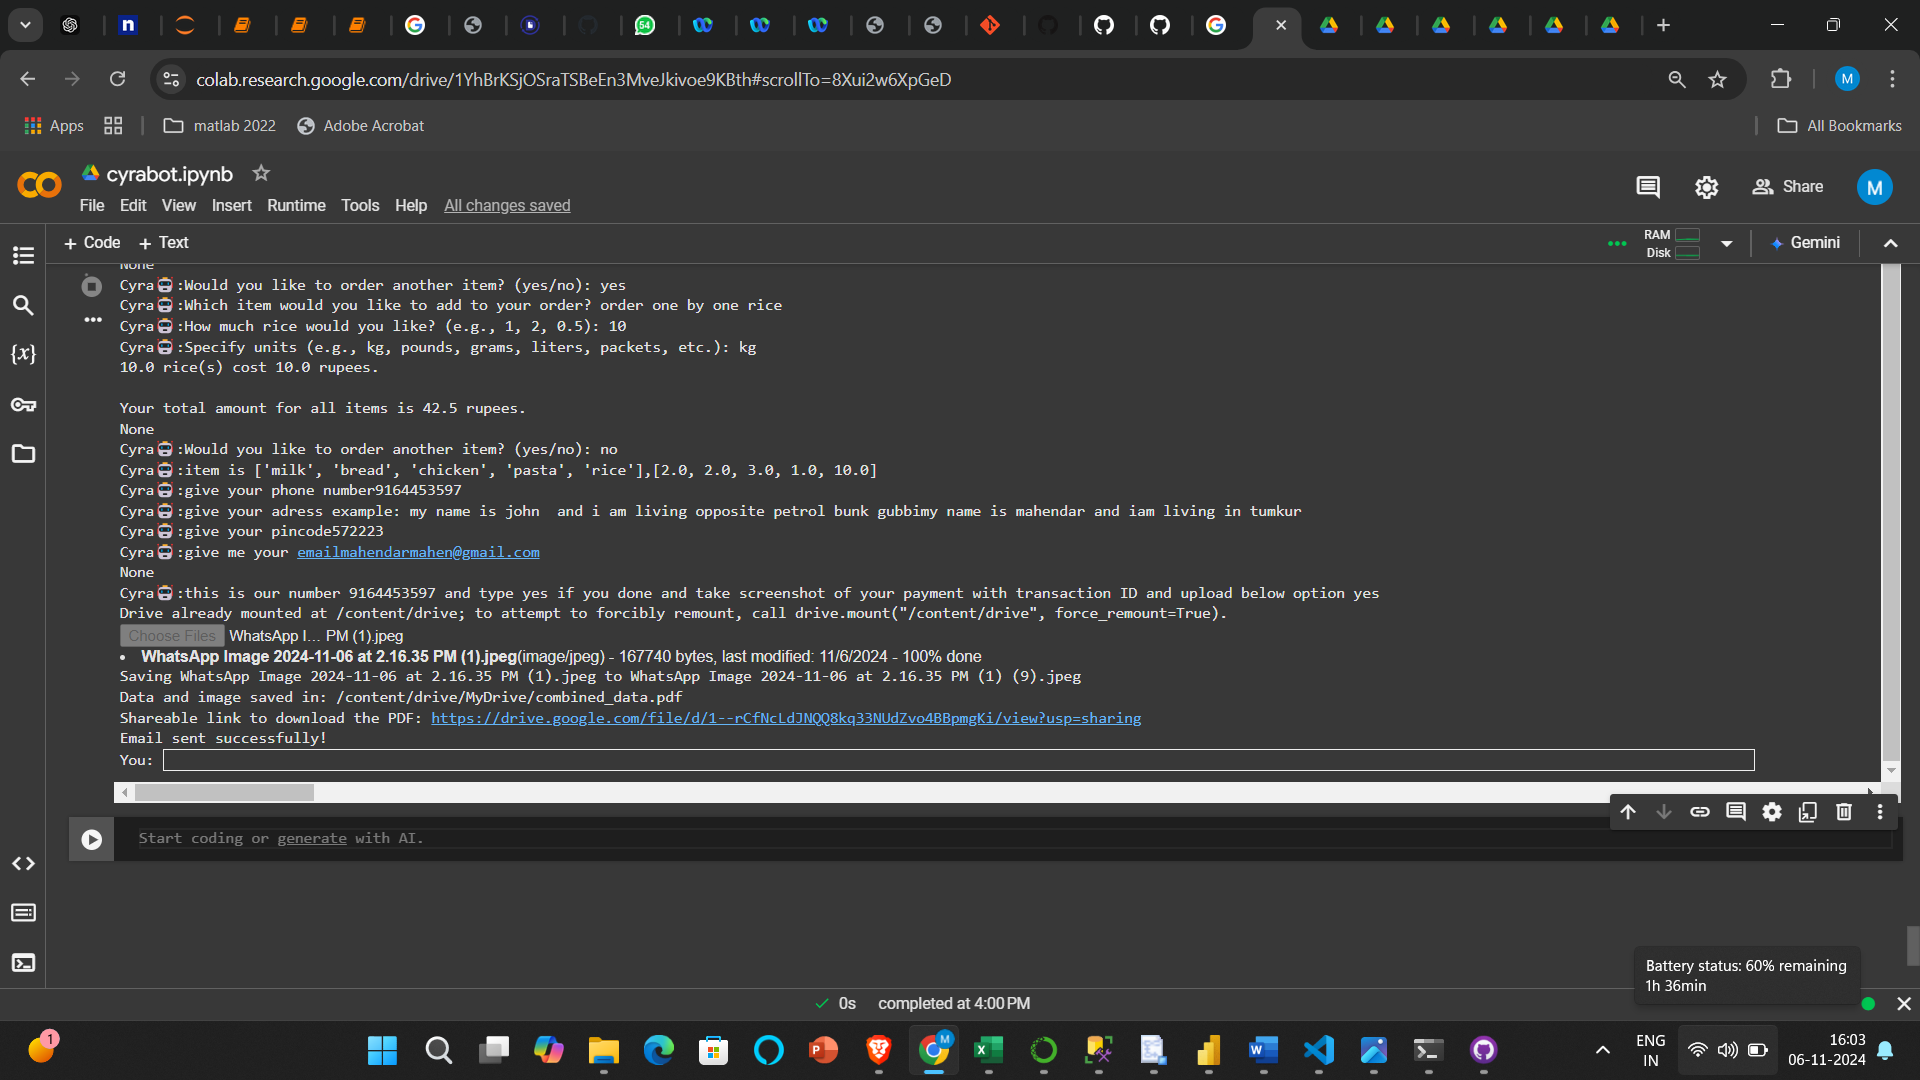 54
colab.research.google.com/drive/1YhBrKSjOSraTSBeEn3MveJkivoe9KBth#scrollTo=8Xui2w6XpGeD
M
Apps
matlab 2022
Adobe Acrobat
All Bookmarks
cyrabot.ipynb
File Edit View Insert Runtime Tools Help All changes saved
Share
M
+ Code + Text
RAM
Disk
Gemini
None
Cyra:Would you like to order another item? (yes/no): yes
Cyra:Which item would you like to add to your order? order one by one rice
Cyra:How much rice would you like? (e.g., 1, 2, 0.5): 10
Cyra:Specify units (e.g., kg, pounds, grams, liters, packets, etc.): kg
10.0 rice(s) cost 10.0 rupees.
Your total amount for all items is 42.5 rupees.
None
Cyra:Would you like to order another item? (yes/no): no
Cyra:item is ['milk', 'bread', 'chicken', 'pasta', 'rice'],[2.0, 2.0, 3.0, 1.0, 10.0]
Cyra:give your phone number9164453597
Cyra:give your adress example: my name is john  and i am living opposite petrol bunk gubbimy name is mahendar and iam living in tumkur
Cyra:give your pincode572223
Cyra:give me your emailmahendarmahen@gmail.com
None
Cyra:this is our number 9164453597 and type yes if you done and take screenshot of your payment with transaction ID and upload below option yes
Drive already mounted at /content/drive; to attempt to forcibly remount, call drive.mount("/content/drive", force_remount=True).
Choose Files WhatsApp I... PM (1).jpeg
• WhatsApp Image 2024-11-06 at 2.16.35 PM (1).jpeg(image/jpeg) - 167740 bytes, last modified: 11/6/2024 - 100% done
Saving WhatsApp Image 2024-11-06 at 2.16.35 PM (1).jpeg to WhatsApp Image 2024-11-06 at 2.16.35 PM (1) (9).jpeg
Data and image saved in: /content/drive/MyDrive/combined_data.pdf
Shareable link to download the PDF: https://drive.google.com/file/d/1--rCfNcLdJNQQ8kq33NUdZvo4BBpmgKi/view?usp=sharing
Email sent successfully!
You:
Start coding or generate with AI.
Battery status: 60% remaining
1h 36min
0s completed at 4:00 PM
1
M
ENG
IN
16:03
06-11-2024